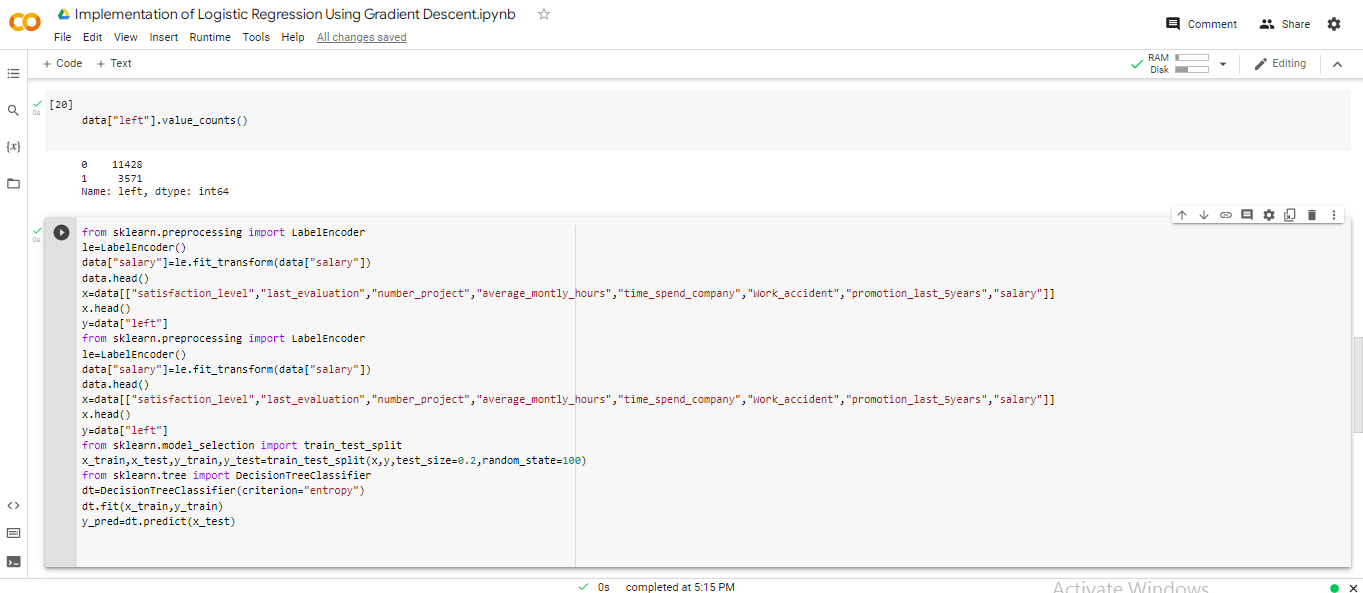 Implementation of Logistic Regression Using Gradient Descent.ipynb
File Edit View Insert Runtime Tools Help All changes saved
Comment Share
+ Code + Text
RAM
Disk
Editing
[20]
0s
data["left"].value_counts()
0 11428
1 3571
Name: left, dtype: int64
0s
from sklearn.preprocessing import LabelEncoder
le=LabelEncoder()
data["salary"]=le.fit_transform(data["salary"])
data.head()
x=data[["satisfaction_level","last_evaluation","number_project","average_montly_hours","time_spend_company","Work_accident","promotion_last_5years","salary"]]
x.head()
y=data["left"]
from sklearn.preprocessing import LabelEncoder
le=LabelEncoder()
data["salary"]=le.fit_transform(data["salary"])
data.head()
x=data[["satisfaction_level","last_evaluation","number_project","average_montly_hours","time_spend_company","Work_accident","promotion_last_5years","salary"]]
x.head()
y=data["left"]
from sklearn.model_selection import train_test_split
x_train,x_test,y_train,y_test=train_test_split(x,y,test_size=0.2,random_state=100)
from sklearn.tree import DecisionTreeClassifier
dt=DecisionTreeClassifier(criterion="entropy")
dt.fit(x_train,y_train)
y_pred=dt.predict(x_test)
0s completed at 5:15 PM
Activate Windows